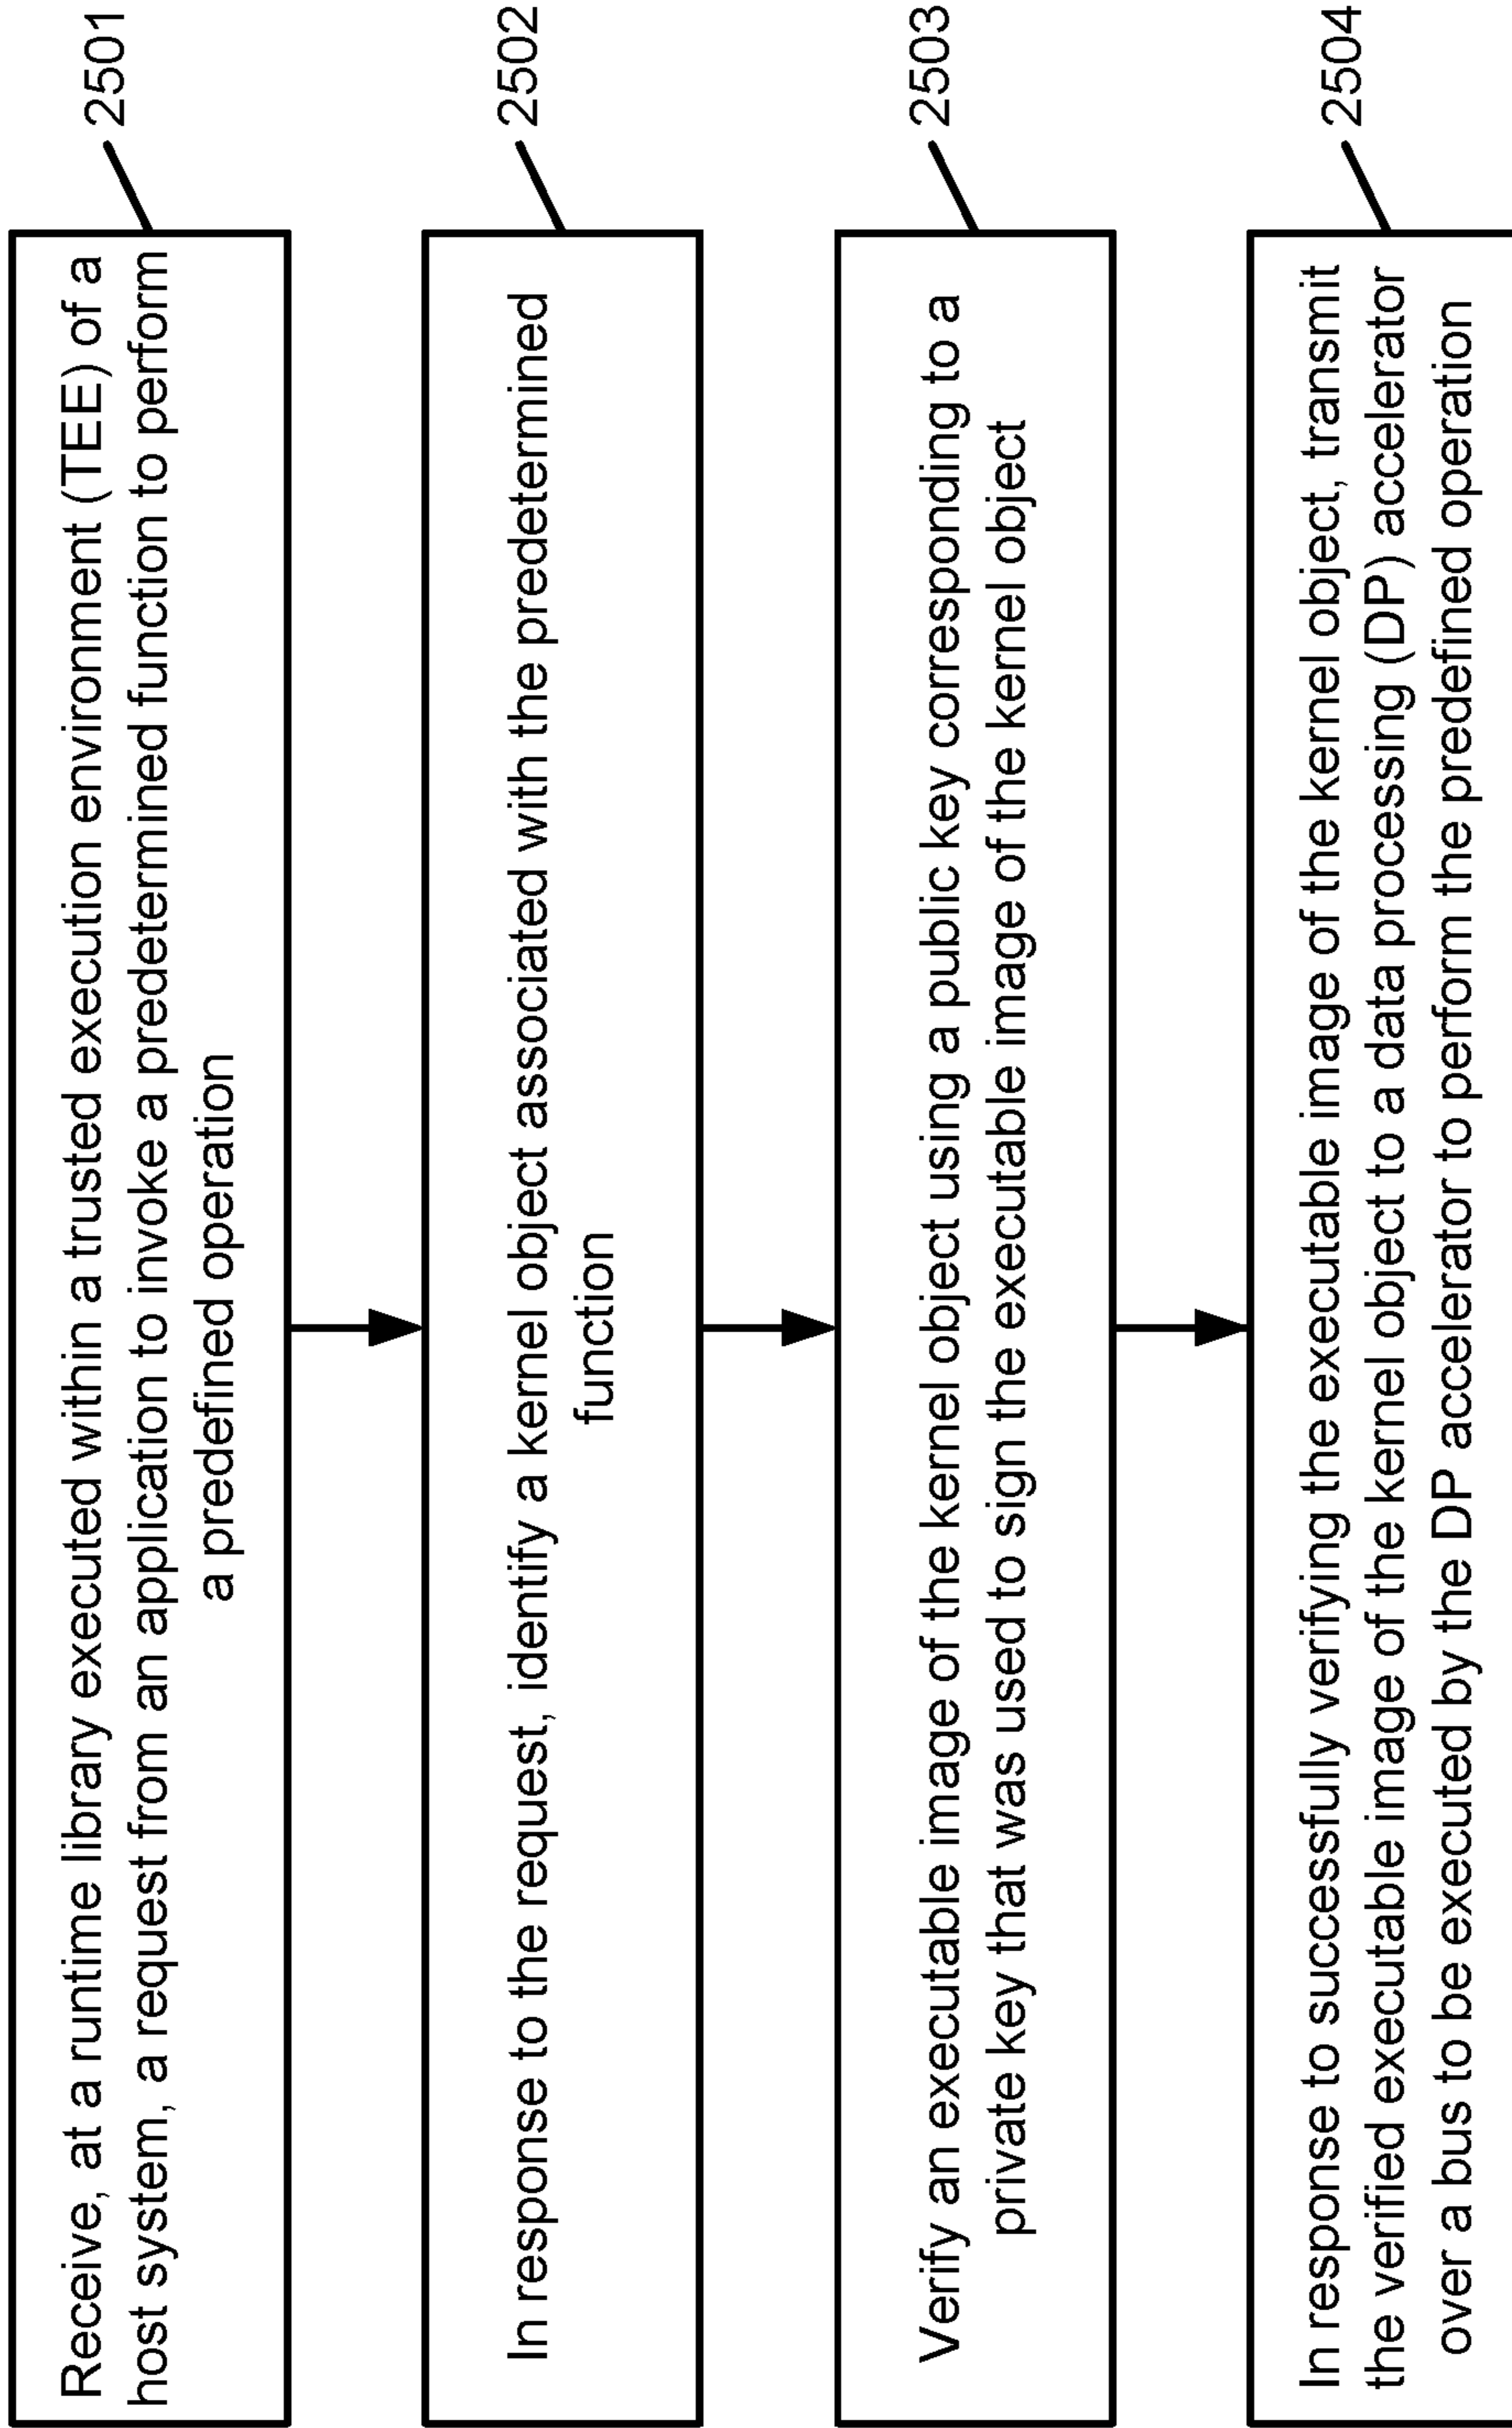 Receive, at a runtime library executed within a trusted execution environment (TEE) of a
host system, a request from an application to invoke a predetermined function to perform
a predefined operation
2501
In response to the request, identify a kernel object associated with the predetermined
function
2502
Verify an executable image of the kernel object using a public key corresponding to a
private key that was used to sign the executable image of the kernel object
2503
In response to successfully verifying the executable image of the kernel object, transmit
the verified executable image of the kernel object to a data processing (DP) accelerator
over a bus to be executed by the DP accelerator to perform the predefined operation
2504